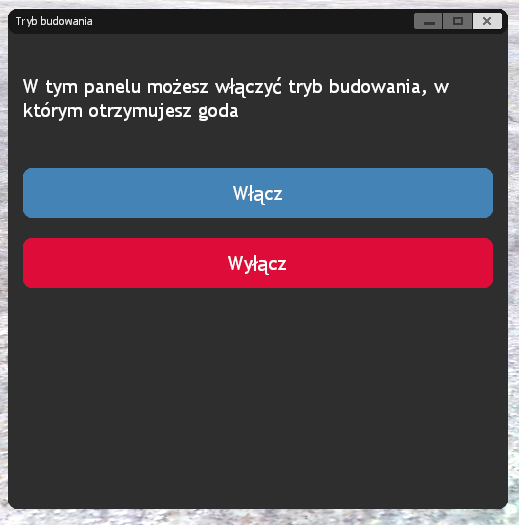 Tryb budowania
W tym panelu możesz włączyć tryb budowania, w
którym otrzymujesz goda
Włącz
Wyłącz